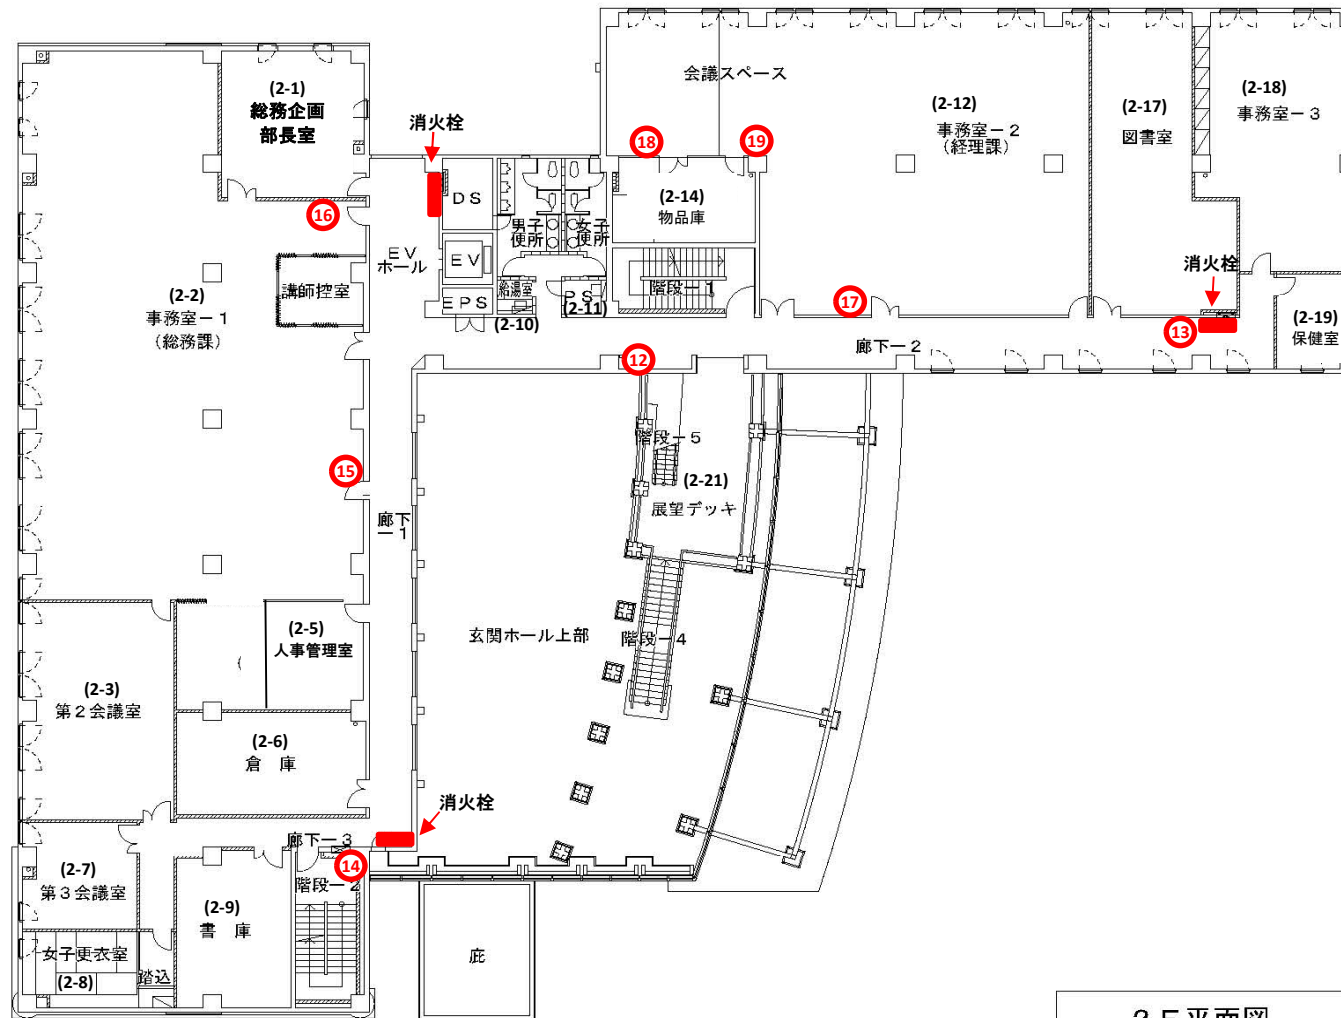 (2-1)
総務企画
部長室
消火栓
会議スペース
(2-12)
事務室－2
（経理課）
(2-17)
図書室
(2-18)
事務室－3
18
19
16
DS
(2-14)
物品庫
男子
便所
女子
便所
EV
ホール
EV
EPS
給湯室
(2-10)
PS
(2-11)
階段－1
講師控室
(2-2)
事務室－1
（総務課）
17
消火栓
13
(2-19)
保健室
廊下－2
12
階段－5
(2-21)
展望デッキ
15
廊下
－1
(2-5)
人事管理室
玄関ホール上部
階段－4
(2-3)
第2会議室
(2-6)
倉 庫
消火栓
廊下－3
14
階段－2
(2-7)
第3会議室
(2-9)
書 庫
女子更衣室
(2-8)
踏込
庇